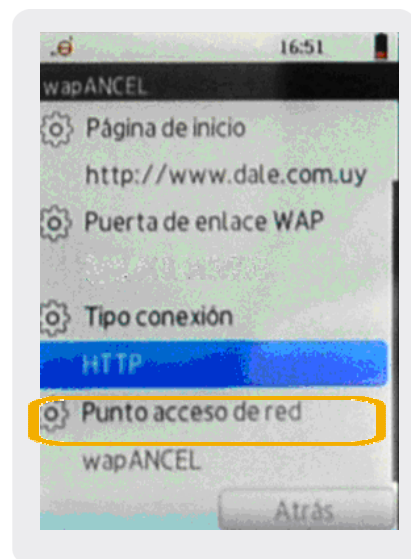 16:51
wapANCEL
Página de inicio
http://www.dale.com.uy
Puerta de enlace WAP
Tipo conexión
HTTP
Punto acceso de red
wapANCEL
Atrás